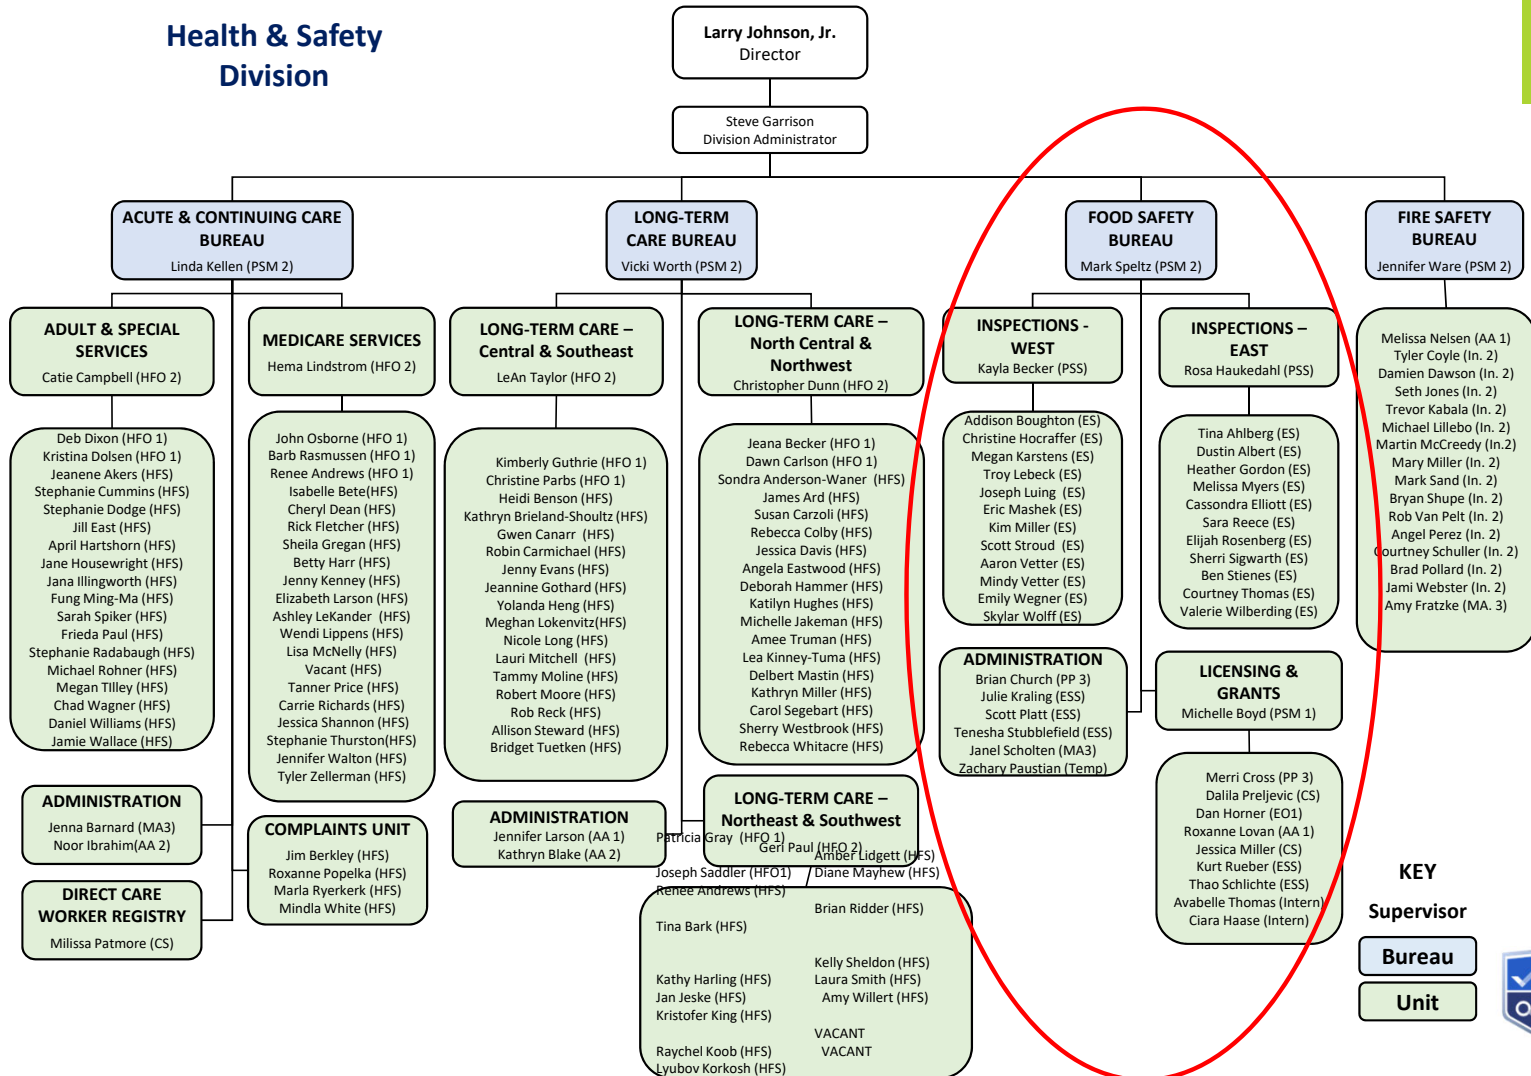 Health & Safety
Division
Larry Johnson, Jr.
Director
Steve Garrison
Division Administrator
ACUTE & CONTINUING CARE
BUREAU
Linda Kellen (PSM 2)
LONG-TERM
CARE BUREAU
Vicki Worth (PSM 2)
FOOD SAFETY
BUREAU
Mark Speltz (PSM 2)
FIRE SAFETY
BUREAU
Jennifer Ware (PSM 2)
ADULT & SPECIAL
SERVICES
Catie Campbell (HFO 2)
Deb Dixon (HFO 1)
Kristina Dolsen (HFO 1)
Jeanene Akers (HFS)
Stephanie Cummins (HFS)
Stephanie Dodge (HFS)
Jill East (HFS)
April Hartshorn (HFS)
Jane Housewright (HFS)
Jana Illingworth (HFS)
Fung Ming-Ma (HFS)
Sarah Spiker (HFS)
Frieda Paul (HFS)
Stephanie Radabaugh (HFS)
Michael Rohner (HFS)
Megan TIlley (HFS)
Chad Wagner (HFS)
Daniel Williams (HFS)
Jamie Wallace (HFS)
ADMINISTRATION
Jenna Barnard (MA3)
Noor Ibrahim(AA 2)
DIRECT CARE
WORKER REGISTRY
Milissa Patmore (CS)
MEDICARE SERVICES
Hema Lindstrom (HFO 2)
John Osborne (HFO 1)
Barb Rasmussen (HFO 1)
Renee Andrews (HFO 1)
Isabelle Bete(HFS)
Cheryl Dean (HFS)
Rick Fletcher (HFS)
Sheila Gregan (HFS)
Betty Harr (HFS)
Jenny Kenney (HFS)
Elizabeth Larson (HFS)
Ashley LeKander (HFS)
Wendi Lippens (HFS)
Lisa McNelly (HFS)
Vacant (HFS)
Tanner Price (HFS)
Carrie Richards (HFS)
Jessica Shannon (HFS)
Stephanie Thurston(HFS)
Jennifer Walton (HFS)
Tyler Zellerman (HFS)
COMPLAINTS UNIT
Jim Berkley (HFS)
Roxanne Popelka (HFS)
Marla Ryerkerk (HFS)
Mindla White (HFS)
LONG-TERM CARE –
Central & Southeast
LeAn Taylor (HFO 2)
Kimberly Guthrie (HFO 1)
Christine Parbs (HFO 1)
Heidi Benson (HFS)
Kathryn Brieland-Shoultz (HFS)
Gwen Canarr (HFS)
Robin Carmichael (HFS)
Jenny Evans (HFS)
Jeannine Gothard (HFS)
Yolanda Heng (HFS)
Meghan Lokenvitz(HFS)
Nicole Long (HFS)
Lauri Mitchell (HFS)
Tammy Moline (HFS)
Robert Moore (HFS)
Rob Reck (HFS)
Allison Steward (HFS)
Bridget Tuetken (HFS)
ADMINISTRATION
Jennifer Larson (AA 1)
Kathryn Blake (AA 2)
LONG-TERM CARE –
North Central &
Northwest
Christopher Dunn (HFO 2)
Jeana Becker (HFO 1)
Dawn Carlson (HFO 1)
Sondra Anderson-Waner (HFS)
James Ard (HFS)
Susan Carzoli (HFS)
Rebecca Colby (HFS)
Jessica Davis (HFS)
Angela Eastwood (HFS)
Deborah Hammer (HFS)
Katilyn Hughes (HFS)
Michelle Jakeman (HFS)
Amee Truman (HFS)
Lea Kinney-Tuma (HFS)
Delbert Mastin (HFS)
Kathryn Miller (HFS)
Carol Segebart (HFS)
Sherry Westbrook (HFS)
Rebecca Whitacre (HFS)
LONG-TERM CARE –
Northeast & Southwest
Geri Paul (HFO 2)
Patricia Gray (HFO 1)
Joseph Saddler (HFO1)
Renee Andrews (HFS)
Tina Bark (HFS)
Kathy Harling (HFS)
Jan Jeske (HFS)
Kristofer King (HFS)
Raychel Koob (HFS)
Lyubov Korkosh (HFS)
Amber Lidgett (HFS)
Diane Mayhew (HFS)
Brian Ridder (HFS)
Kelly Sheldon (HFS)
Laura Smith (HFS)
Amy Willert (HFS)
VACANT
VACANT
INSPECTIONS -
WEST
Kayla Becker (PSS)
Addison Boughton (ES)
Christine Hocraffer (ES)
Megan Karstens (ES)
Troy Lebeck (ES)
Joseph Luing (ES)
Eric Mashek (ES)
Kim Miller (ES)
Scott Stroud (ES)
Aaron Vetter (ES)
Mindy Vetter (ES)
Emily Wegner (ES)
Skylar Wolff (ES)
ADMINISTRATION
Brian Church (PP 3)
Julie Kraling (ESS)
Scott Platt (ESS)
Tenesha Stubblefield (ESS)
Janel Scholten (MA3)
Zachary Paustian (Temp)
INSPECTIONS –
EAST
Rosa Haukedahl (PSS)
Tina Ahlberg (ES)
Dustin Albert (ES)
Heather Gordon (ES)
Melissa Myers (ES)
Cassondra Elliott (ES)
Sara Reece (ES)
Elijah Rosenberg (ES)
Sherri Sigwarth (ES)
Ben Stienes (ES)
Courtney Thomas (ES)
Valerie Wilberding (ES)
LICENSING &
GRANTS
Michelle Boyd (PSM 1)
Merri Cross (PP 3)
Dalila Preljevic (CS)
Dan Horner (EO1)
Roxanne Lovan (AA 1)
Jessica Miller (CS)
Kurt Rueber (ESS)
Thao Schlichte (ESS)
Avabelle Thomas (Intern)
Ciara Haase (Intern)
Melissa Nelsen (AA 1)
Tyler Coyle (In. 2)
Damien Dawson (In. 2)
Seth Jones (In. 2)
Trevor Kabala (In. 2)
Michael Lillebo (In. 2)
Martin McCreedy (In.2)
Mary Miller (In. 2)
Mark Sand (In. 2)
Bryan Shupe (In. 2)
Rob Van Pelt (In. 2)
Angel Perez (In. 2)
Courtney Schuller (In. 2)
Brad Pollard (In. 2)
Jami Webster (In. 2)
Amy Fratzke (MA. 3)
KEY
Supervisor
Bureau
Unit